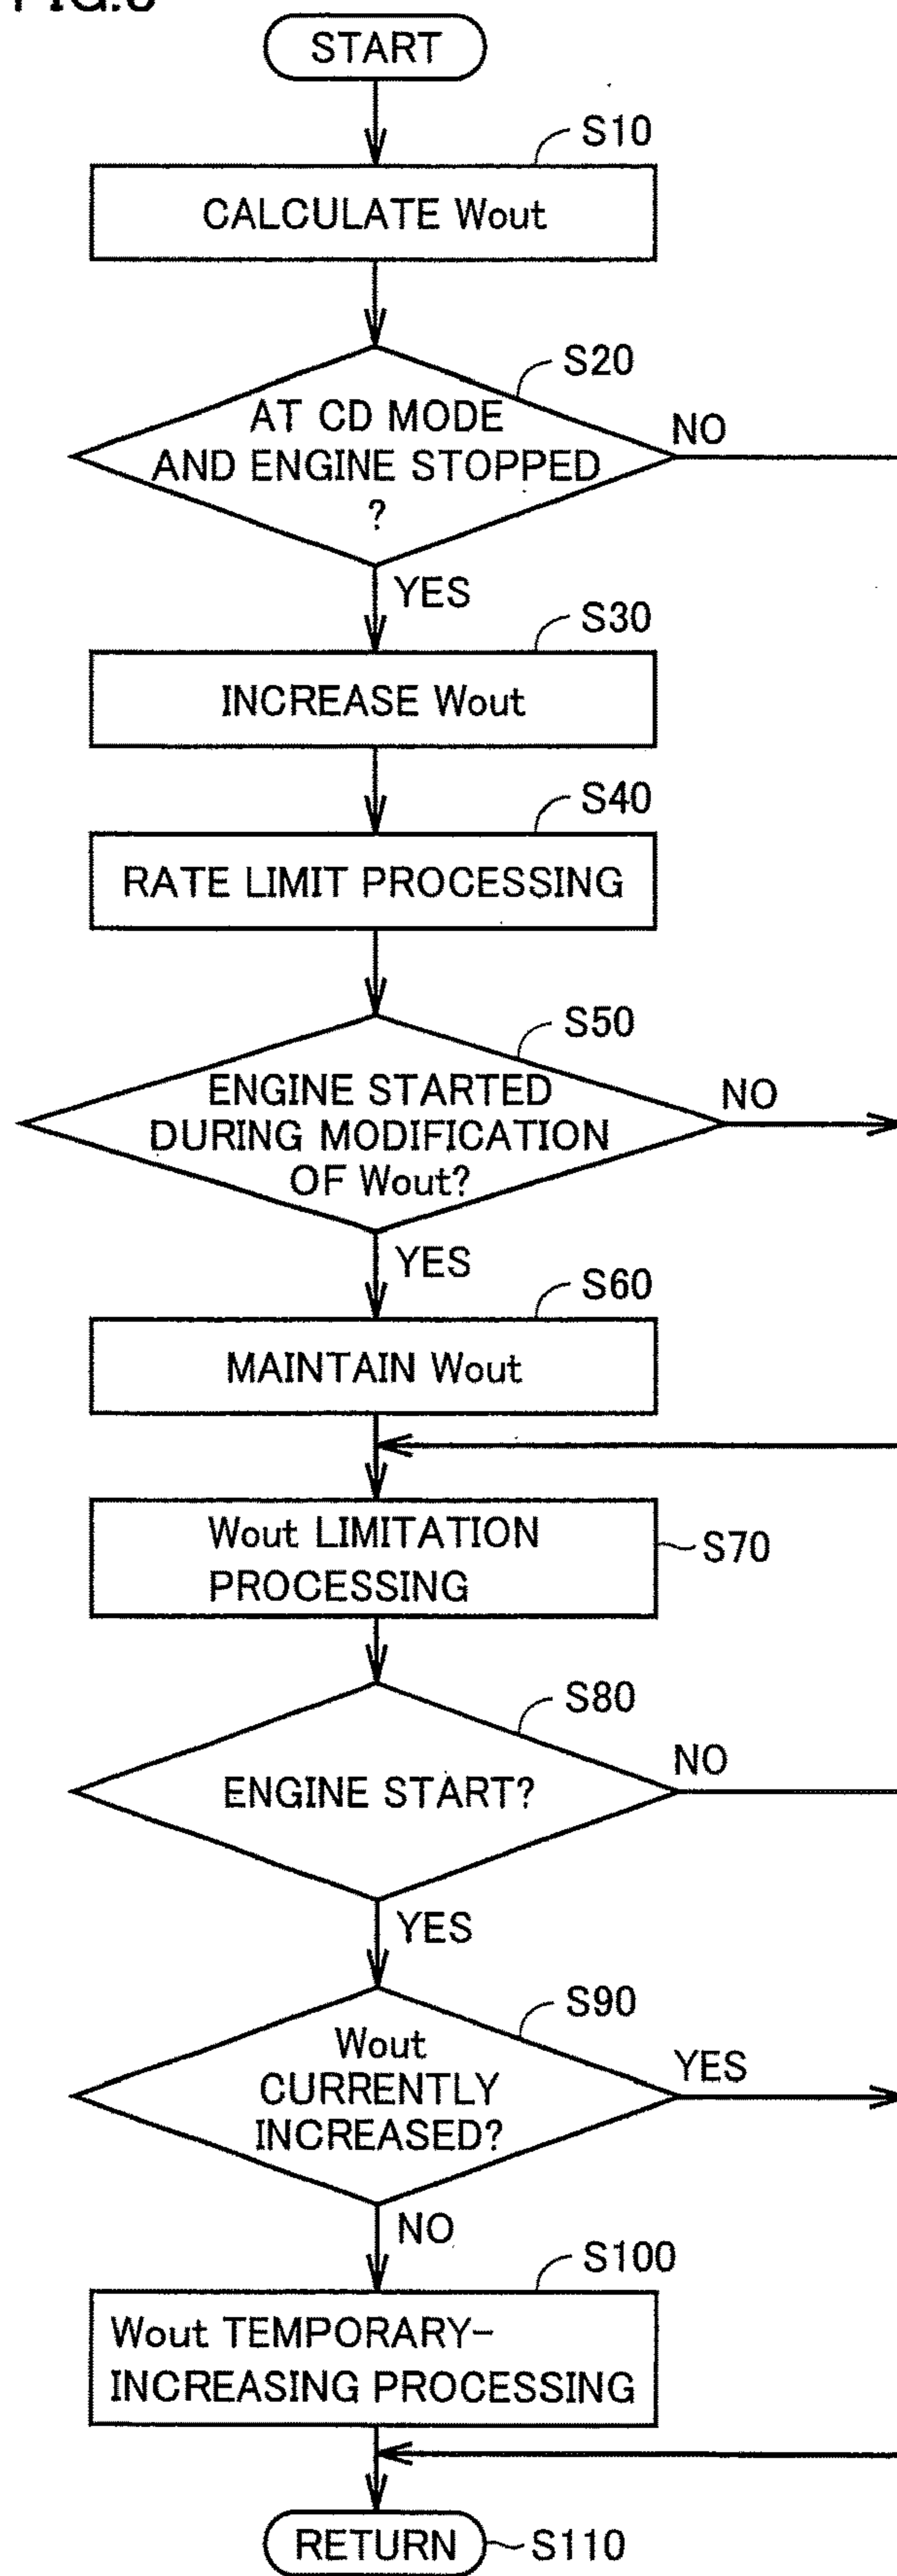 START
S10
CALCULATE Wout
S20
AT CD MODE
AND ENGINE STOPPED
?
NO
YES
S30
INCREASE Wout
S40
RATE LIMIT PROCESSING
S50
ENGINE STARTED
DURING MODIFICATION
OF Wout?
NO
YES
S60
MAINTAIN Wout
Wout LIMITATION
PROCESSING
S70
S80
ENGINE START?
NO
YES
S90
Wout
CURRENTLY
INCREASED?
YES
NO
S100
Wout TEMPORARY-
INCREASING PROCESSING
RETURN
S110